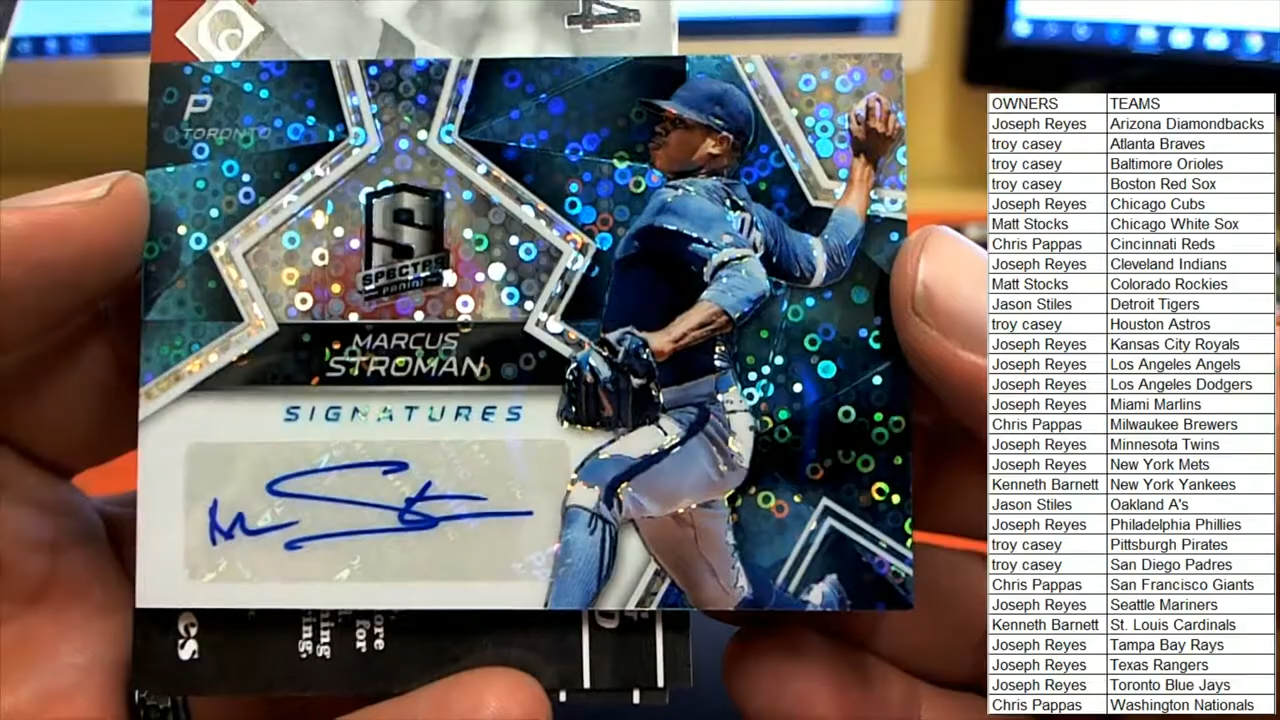 4
P
TORONTO
S
SPECTRA
PANINI
MARCUS
STROMAN
SIGNATURES
ore
for
OWNERS TEAMS
Joseph Reyes Arizona Diamondbacks
troy casey Atlanta Braves
troy casey Baltimore Orioles
troy casey Boston Red Sox
Joseph Reyes Chicago Cubs
Matt Stocks Chicago White Sox
Chris Pappas Cincinnati Reds
Joseph Reyes Cleveland Indians
Matt Stocks Colorado Rockies
Jason Stiles Detroit Tigers
troy casey Houston Astros
Joseph Reyes Kansas City Royals
Joseph Reyes Los Angeles Angels
Joseph Reyes Los Angeles Dodgers
Joseph Reyes Miami Marlins
Chris Pappas Milwaukee Brewers
Joseph Reyes Minnesota Twins
Joseph Reyes New York Mets
Kenneth Barnett New York Yankees
Jason Stiles Oakland A's
Joseph Reyes Philadelphia Phillies
troy casey Pittsburgh Pirates
troy casey San Diego Padres
Chris Pappas San Francisco Giants
Joseph Reyes Seattle Mariners
Kenneth Barnett St. Louis Cardinals
Joseph Reyes Tampa Bay Rays
Joseph Reyes Texas Rangers
Joseph Reyes Toronto Blue Jays
Chris Pappas Washington Nationals